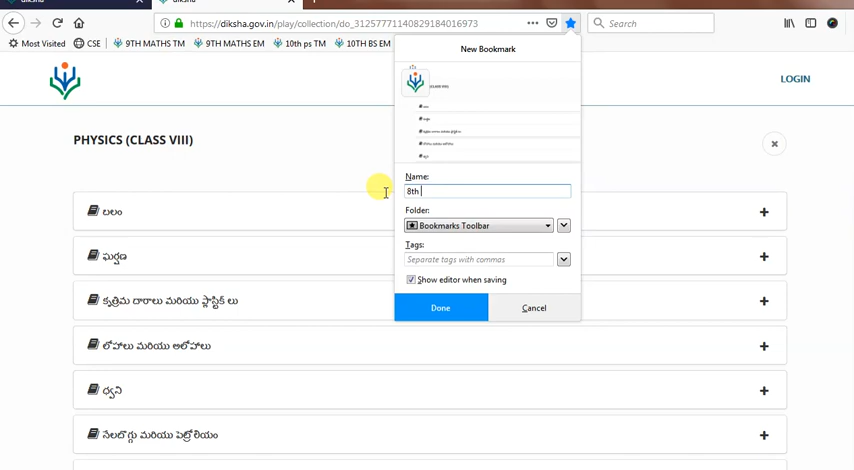 diksha diksha
https://diksha.gov.in/play/collection/do_31257771140829184016973 Search
Most Visited CSE 9TH MATHS TM 9TH MATHS EM 10th ps TM 10TH BS EM
New Bookmark
LOGIN
(CLASS VIII)
PHYSICS (CLASS VIII)
Name:
8th
బలం
Folder:
Bookmarks Toolbar
Tags:
ఘర్షణ
Separate tags with commas
Show editor when saving
కృత్రిమ దారాలు మరియు ప్లాస్టిక్ లు
Done Cancel
లోహాలు మరియు అలోహాలు
ధ్వని
నేలబొగ్గు మరియు పెట్రోలియం